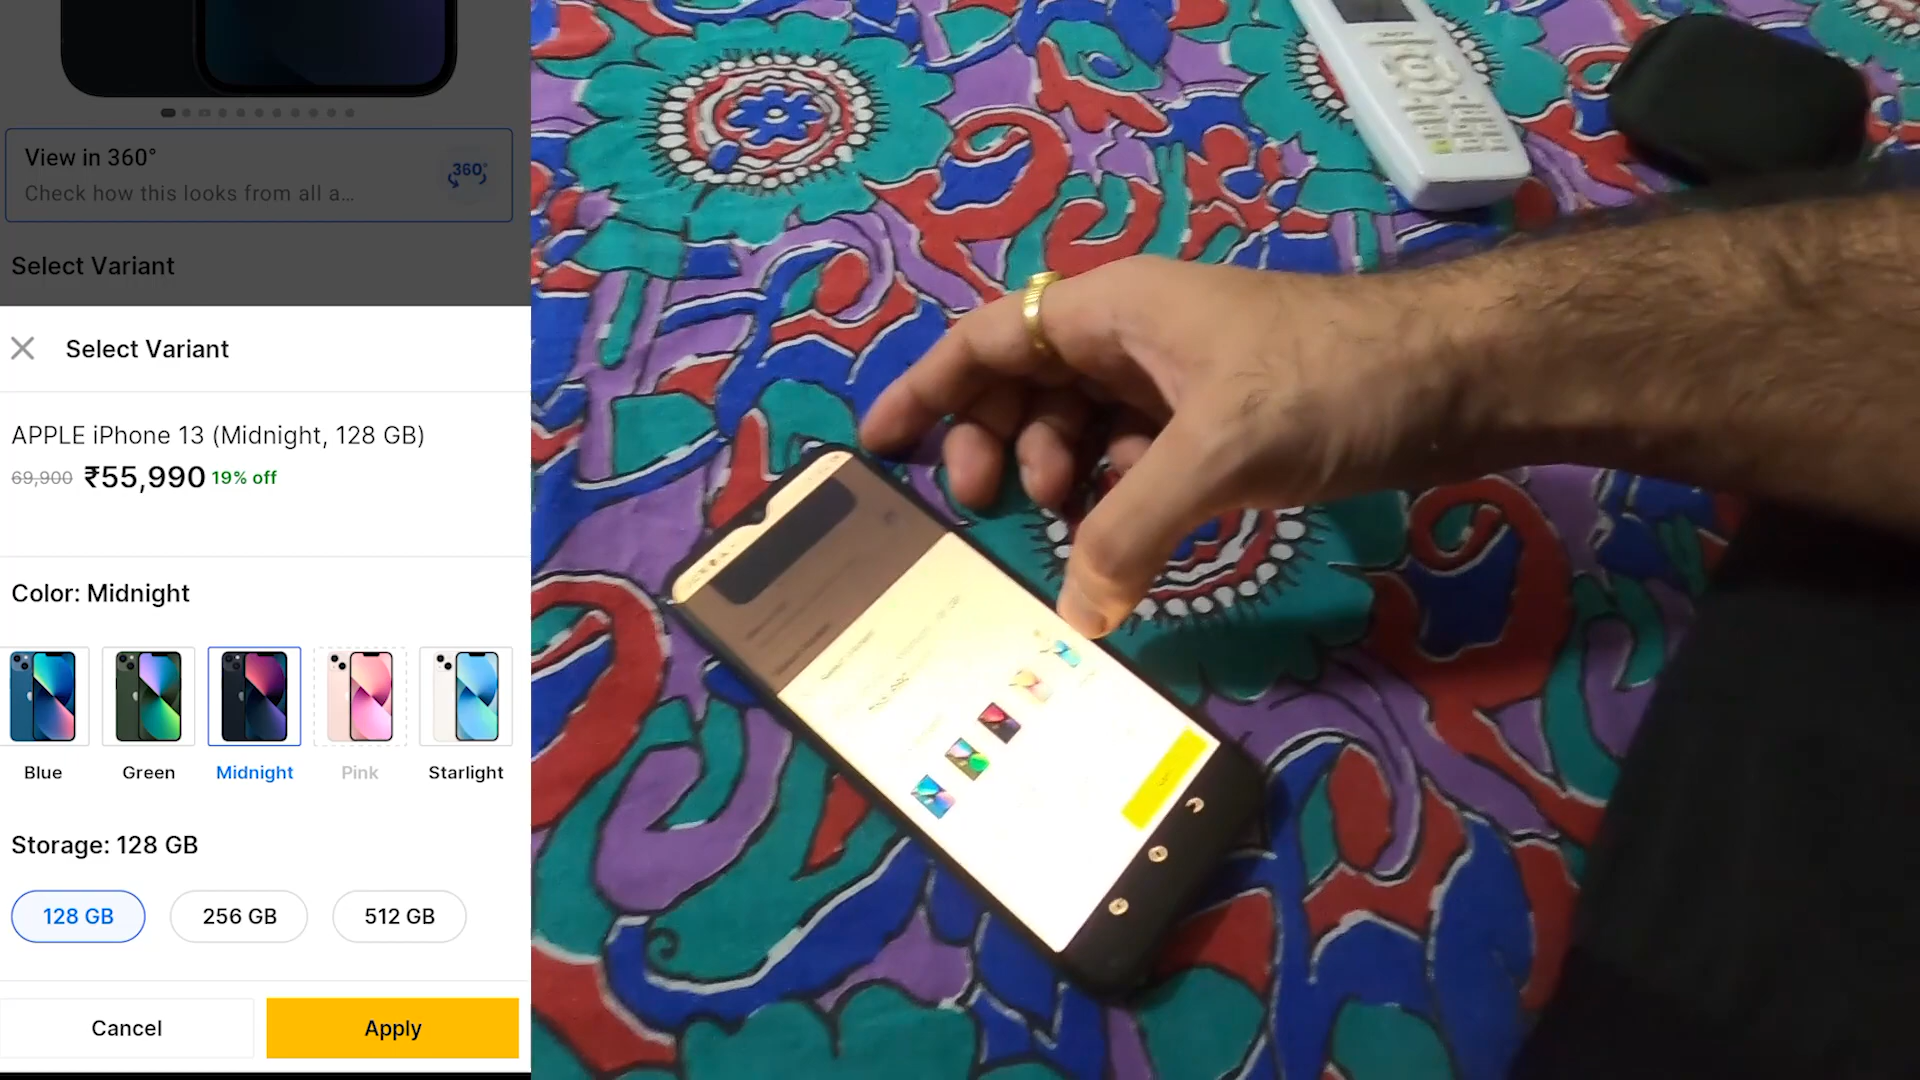 View in 360°
Check how this looks from all a...
360°
Select Variant
Select Variant
APPLE iPhone 13 (Midnight, 128 GB)
69,900 ₹55,990 19% off
Color: Midnight
Blue Green Midnight Pink Starlight
Storage: 128 GB
128 GB 256 GB 512 GB
Cancel Apply